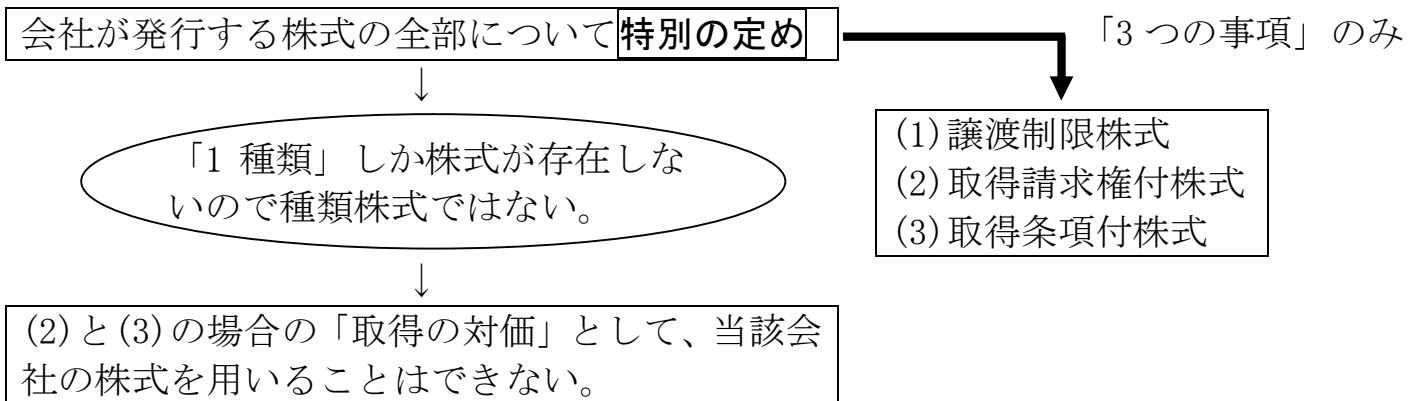 会社が発行する株式の全部について特別の定め
「3 つの事項」のみ
↓
「1 種類」しか株式が存在しな
いので種類株式ではない。
(1)譲渡制限株式
(2)取得請求権付株式
(3)取得条項付株式
↓
(2)と(3)の場合の「取得の対価」として、当該会
社の株式を用いることはできない。